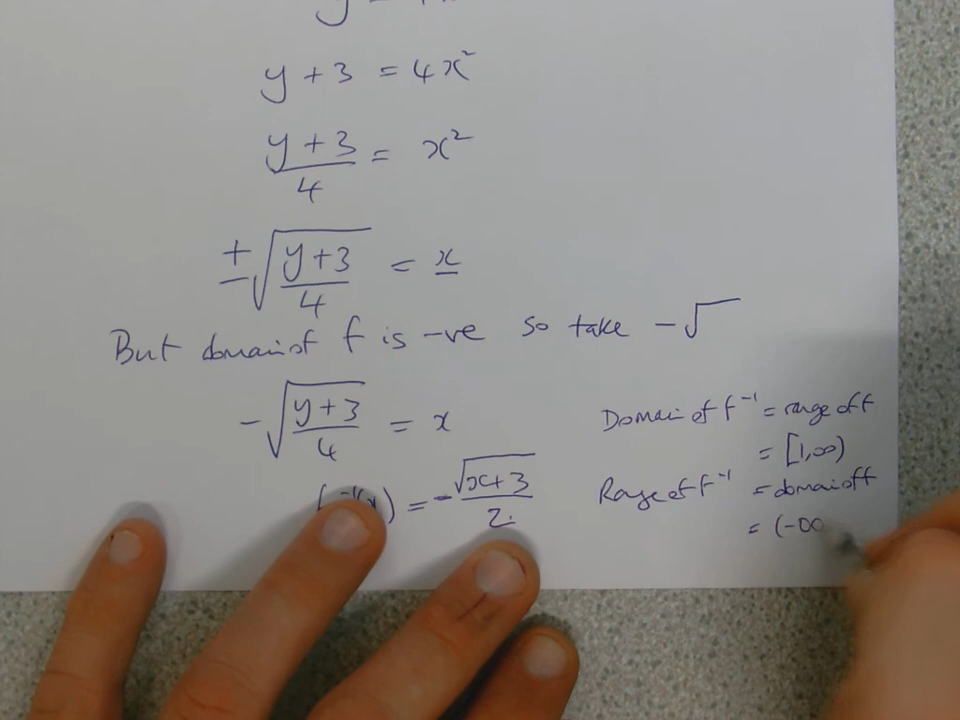 y + 3 = 4x²
y + 3 / 4 = x²
± √(y+3 / 4) = x
But domain of f is -ve so take -√
- √(y+3 / 4) = x
Domain of f⁻¹ = range of f
= [1,∞)
f⁻¹(x) = - √(x+3) / 2
Range of f⁻¹ = domain of f
= (-∞